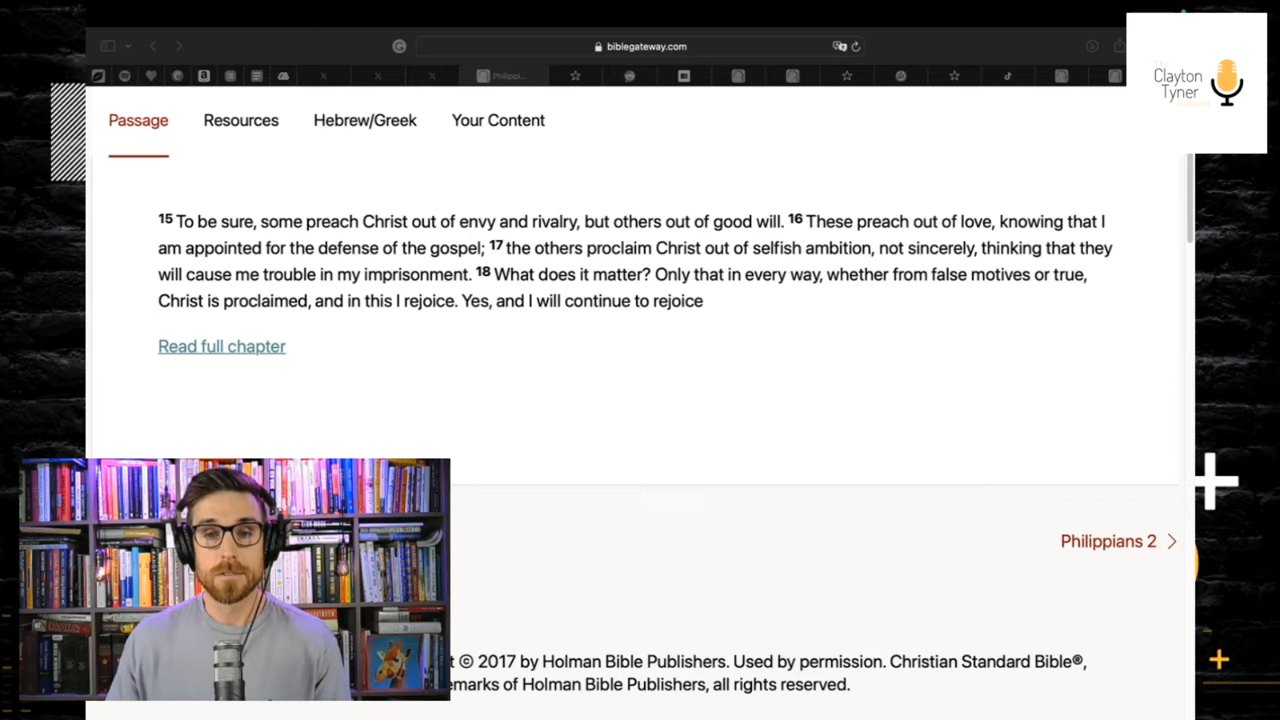 biblegateway.com
Philippi...
Clayton
Tyner
Passage
Resources
Hebrew/Greek
Your Content
15 To be sure, some preach Christ out of envy and rivalry, but others out of good will. 16 These preach out of love, knowing that I
am appointed for the defense of the gospel; 17 the others proclaim Christ out of selfish ambition, not sincerely, thinking that they
will cause me trouble in my imprisonment. 18 What does it matter? Only that in every way, whether from false motives or true,
Christ is proclaimed, and in this I rejoice. Yes, and I will continue to rejoice
Read full chapter
Philippians 2
t © 2017 by Holman Bible Publishers. Used by permission. Christian Standard Bible®,
emarks of Holman Bible Publishers, all rights reserved.